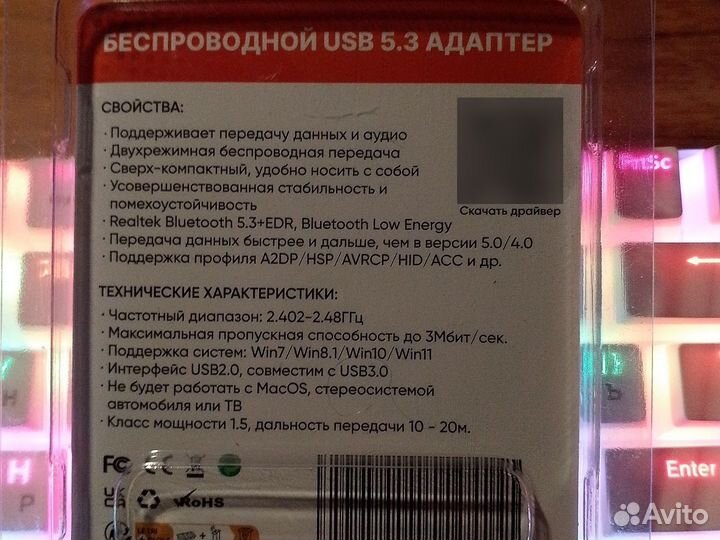 БЕСПРОВОДНОЙ USB 5.3 АДАПТЕР
СВОЙСТВА:
· Поддерживает передачу данных и аудио
· Двухрежимная беспроводная передача
· Сверх-компактный, удобно носить с собой
· Усовершенствованная стабильность и
помехоустойчивость
· Realtek Bluetooth 5.3+EDR, Bluetooth Low Energy
· Передача данных быстрее и дальше, чем в версии 5.0/4.0
· Поддержка профиля A2DP/HSP/AVRCP/HID/ACC и др.
Скачать драйвер
ТЕХНИЧЕСКИЕ ХАРАКТЕРИСТИКИ:
· Частотный диапазон: 2.402-2.48ГГц
· Максимальная пропускная способность до 3Мбит/сек.
· Поддержка систем: Win7/Win8.1/Win10/Win11
· Интерфейс USB2.0, совместим с USB3.0
· Не будет работать с MacOS, стереосистемой
автомобиля или ТВ
· Класс мощности 1.5, дальность передачи 10 - 20м.
FC CE
UK CA RoHS
Enter
H
Р
Ъ
Avito